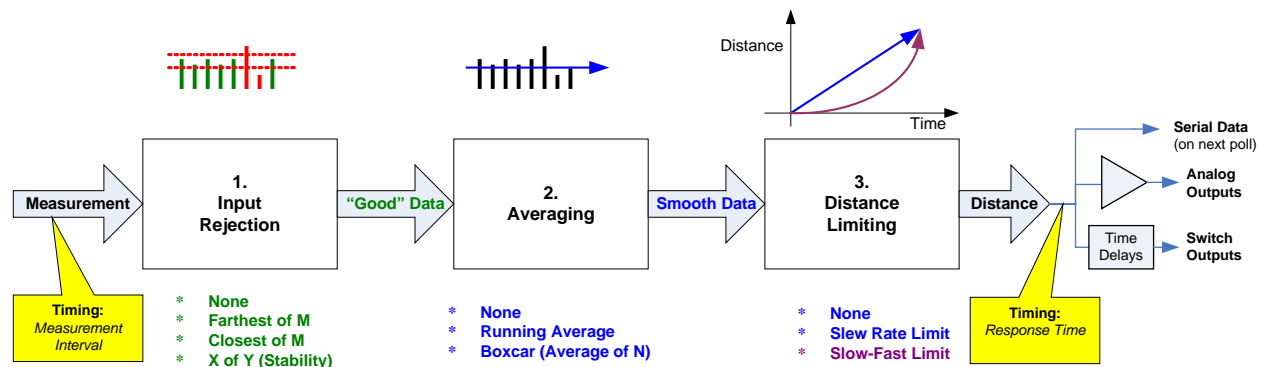 Distance
Time
Measurement
1.
Input
Rejection
“Good” Data
2.
Averaging
Smooth Data
3.
Distance
Limiting
Distance
Serial Data
(on next poll)
Analog
Outputs
Time
Delays
Switch
Outputs
Timing:
Measurement
Interval
* None
* Farthest of M
* Closest of M
* X of Y (Stability)
* None
* Running Average
* Boxcar (Average of N)
* None
* Slew Rate Limit
* Slow-Fast Limit
Timing:
Response Time